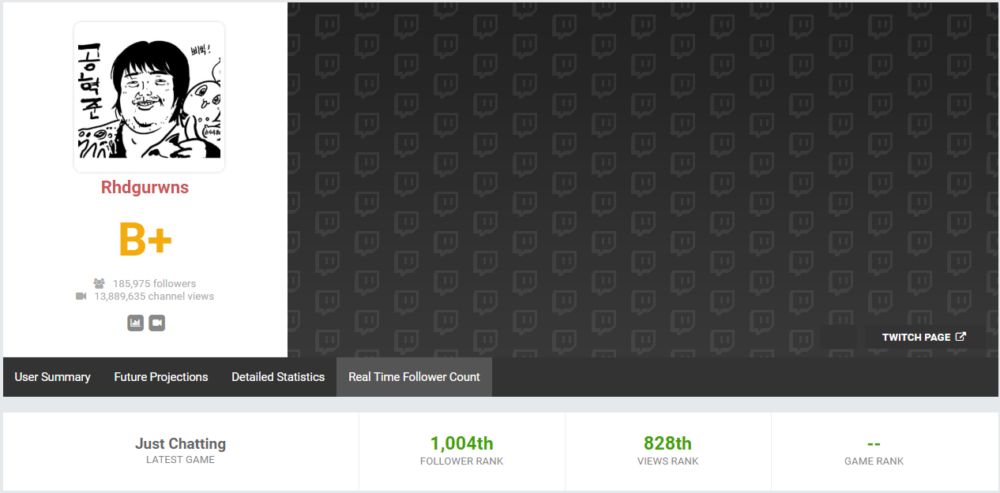 공혁준
삐뽁!
Rhdgurwns
B+
185,975 followers
13,889,635 channel views
TWITCH PAGE
User Summary
Future Projections
Detailed Statistics
Real Time Follower Count
Just Chatting
LATEST GAME
1,004th
FOLLOWER RANK
828th
VIEWS RANK
--
GAME RANK